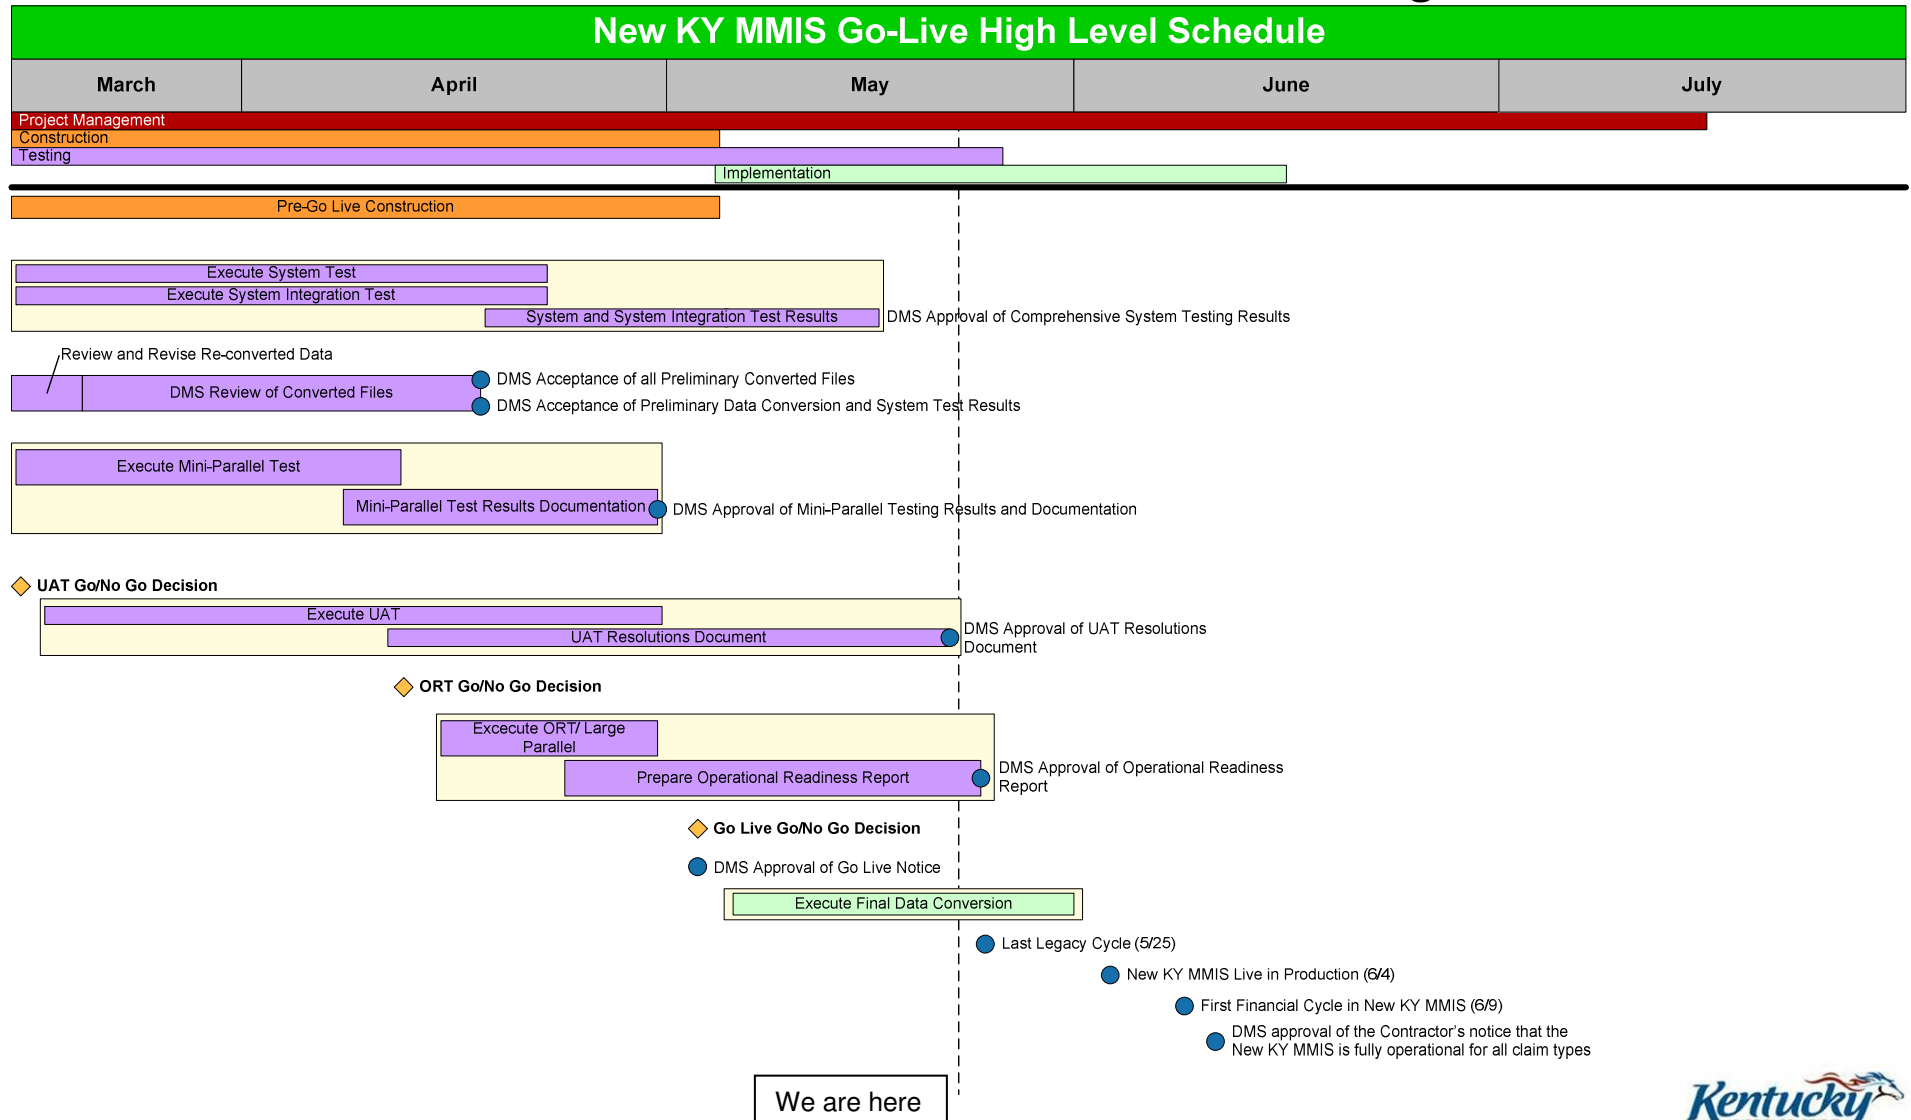 New KY MMIS Go-Live High Level Schedule
March
April
May
June
July
Project Management
Construction
Testing
Implementation
Pre-Go Live Construction
Execute System Test
Execute System Integration Test
System and System Integration Test Results
DMS Approval of Comprehensive System Testing Results
Review and Revise Re-converted Data
DMS Review of Converted Files
DMS Acceptance of all Preliminary Converted Files
DMS Acceptance of Preliminary Data Conversion and System Test Results
Execute Mini-Parallel Test
Mini-Parallel Test Results Documentation
DMS Approval of Mini-Parallel Testing Results and Documentation
UAT Go/No Go Decision
Execute UAT
UAT Resolutions Document
DMS Approval of UAT Resolutions
Document
ORT Go/No Go Decision
Excecute ORT/ Large
Parallel
Prepare Operational Readiness Report
DMS Approval of Operational Readiness
Report
Go Live Go/No Go Decision
DMS Approval of Go Live Notice
Execute Final Data Conversion
Last Legacy Cycle (5/25)
New KY MMIS Live in Production (6/4)
First Financial Cycle in New KY MMIS (6/9)
DMS approval of the Contractor's notice that the
New KY MMIS is fully operational for all claim types
We are here
Kentucky